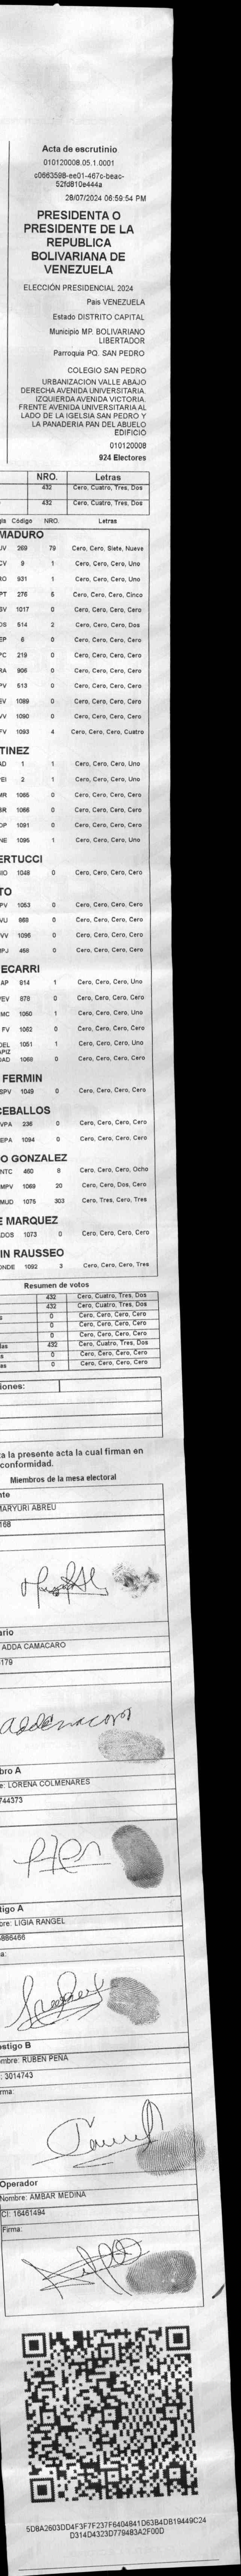 Acta de escrutinio
010120008.05.1.0001
c0663598-ee01-467c-beac-
52fd810e444a
28/07/2024 06:59:54 PM
PRESIDENTA O
PRESIDENTE DE LA
REPUBLICA
BOLIVARIANA DE
VENEZUELA
ELECCIÓN PRESIDENCIAL 2024
Pais VENEZUELA
Estado DISTRITO CAPITAL
Municipio MP. BOLIVARIANO
LIBERTADOR
Parroquia PQ. SAN PEDRO
COLEGIO SAN PEDRO
URBANIZACION VALLE ABAJO
DERECHA AVENIDA UNIVERSITARIA.
IZQUIERDA AVENIDA VICTORIA.
FRENTE AVENIDA UNIVERSITARIA AL
LADO DE LA IGELSIA SAN PEDRO Y
LA PANADERIA PAN DEL ABUELO
EDIFICIO
010120008
924 Electores
NRO. Letras
432 Cero, Cuatro, Tres, Dos
432 Cero, Cuatro, Tres, Dos
gla Código NRO. Letras
MADURO
UV 269 79 Cero, Cero, Siete, Nueve
CV 9 1 Cero, Cero, Cero, Uno
RO 931 1 Cero, Cero, Cero, Uno
PT 276 5 Cero, Cero, Cero, Cinco
SV 1017 0 Cero, Cero, Cero, Cero
OS 514 2 Cero, Cero, Cero, Dos
EP 6 0 Cero, Cero, Cero, Cero
PC 219 0 Cero, Cero, Cero, Cero
RA 906 0 Cero, Cero, Cero, Cero
PV 513 0 Cero, Cero, Cero, Cero
EV 1089 0 Cero, Cero, Cero, Cero
VV 1090 0 Cero, Cero, Cero, Cero
FV 1093 4 Cero, Cero, Cero, Cuatro
TINEZ
AD 1 1 Cero, Cero, Cero, Uno
PEI 2 1 Cero, Cero, Cero, Uno
MR 1065 0 Cero, Cero, Cero, Cero
BR 1066 0 Cero, Cero, Cero, Cero
DP 1091 0 Cero, Cero, Cero, Cero
NE 1095 1 Cero, Cero, Cero, Uno
ERTUCCI
IO 1048 0 Cero, Cero, Cero, Cero
TO
PV 1053 0 Cero, Cero, Cero, Cero
VU 668 0 Cero, Cero, Cero, Cero
VV 1096 0 Cero, Cero, Cero, Cero
MPJ 456 0 Cero, Cero, Cero, Cero
ECARRI
AP 814 1 Cero, Cero, Cero, Uno
EV 878 0 Cero, Cero, Cero, Cero
MC 1050 1 Cero, Cero, Cero, Uno
FV 1062 0 Cero, Cero, Cero, Cero
DEL 1051 1 Cero, Cero, Cero, Uno
APIZ
UAD 1069 0 Cero, Cero, Cero, Cero
FERMIN
SPV 1049 0 Cero, Cero, Cero, Cero
CEBALLOS
VPA 236 0 Cero, Cero, Cero, Cero
EPA 1094 0 Cero, Cero, Cero, Cero
O GONZALEZ
NTC 460 8 Cero, Cero, Cero, Ocho
MPV 1069 20 Cero, Cero, Dos, Cero
MUD 1075 303 Cero, Tres, Cero, Tres
E MARQUEZ
ADOS 1073 0 Cero, Cero, Cero, Cero
IN RAUSSEO
ONDE 1092 3 Cero, Cero, Cero, Tres
Resumen de votos
432 Cero, Cuatro, Tres, Dos
432 Cero, Cuatro, Tres, Dos
s 0 Cero, Cero, Cero, Cero
0 Cero, Cero, Cero, Cero
0 Cero, Cero, Cero, Cero
las 432 Cero, Cuatro, Tres, Dos
s 0 Cero, Cero, Cero, Cero
as 0 Cero, Cero, Cero, Cero
iones:
ta la presente acta la cual firman en
conformidad.
Miembros de la mesa electoral
nte
MARYURI ABREU
168
ario
ADDA CAMACARO
179
bro A
e: LORENA COLMENARES
744373
tigo A
bre: LIGIA RANGEL
886466
a:
estigo B
ombre: RUBEN PEÑA
: 3014743
rma:
Operador
Nombre: AMBAR MEDINA
CI: 16461494
Firma:
5D8A2603DD4F3F7F237F6404841D63B4DB19449C24
D314D4323D779483A2F00D